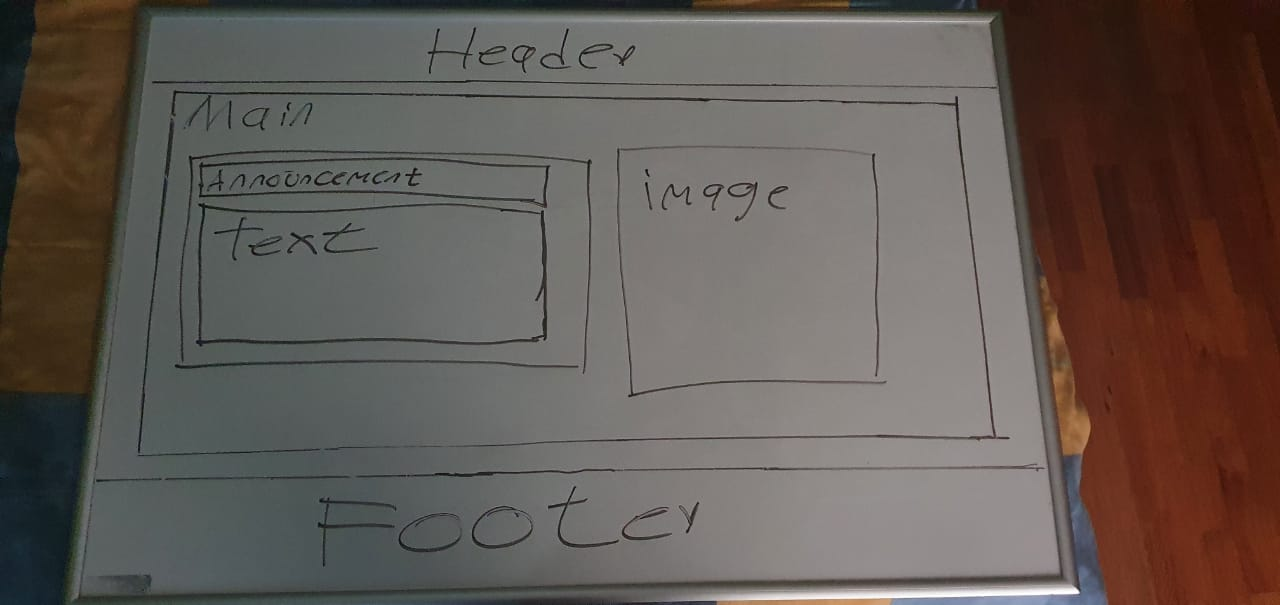 Header
Main
Announcement
Text
image
Footer